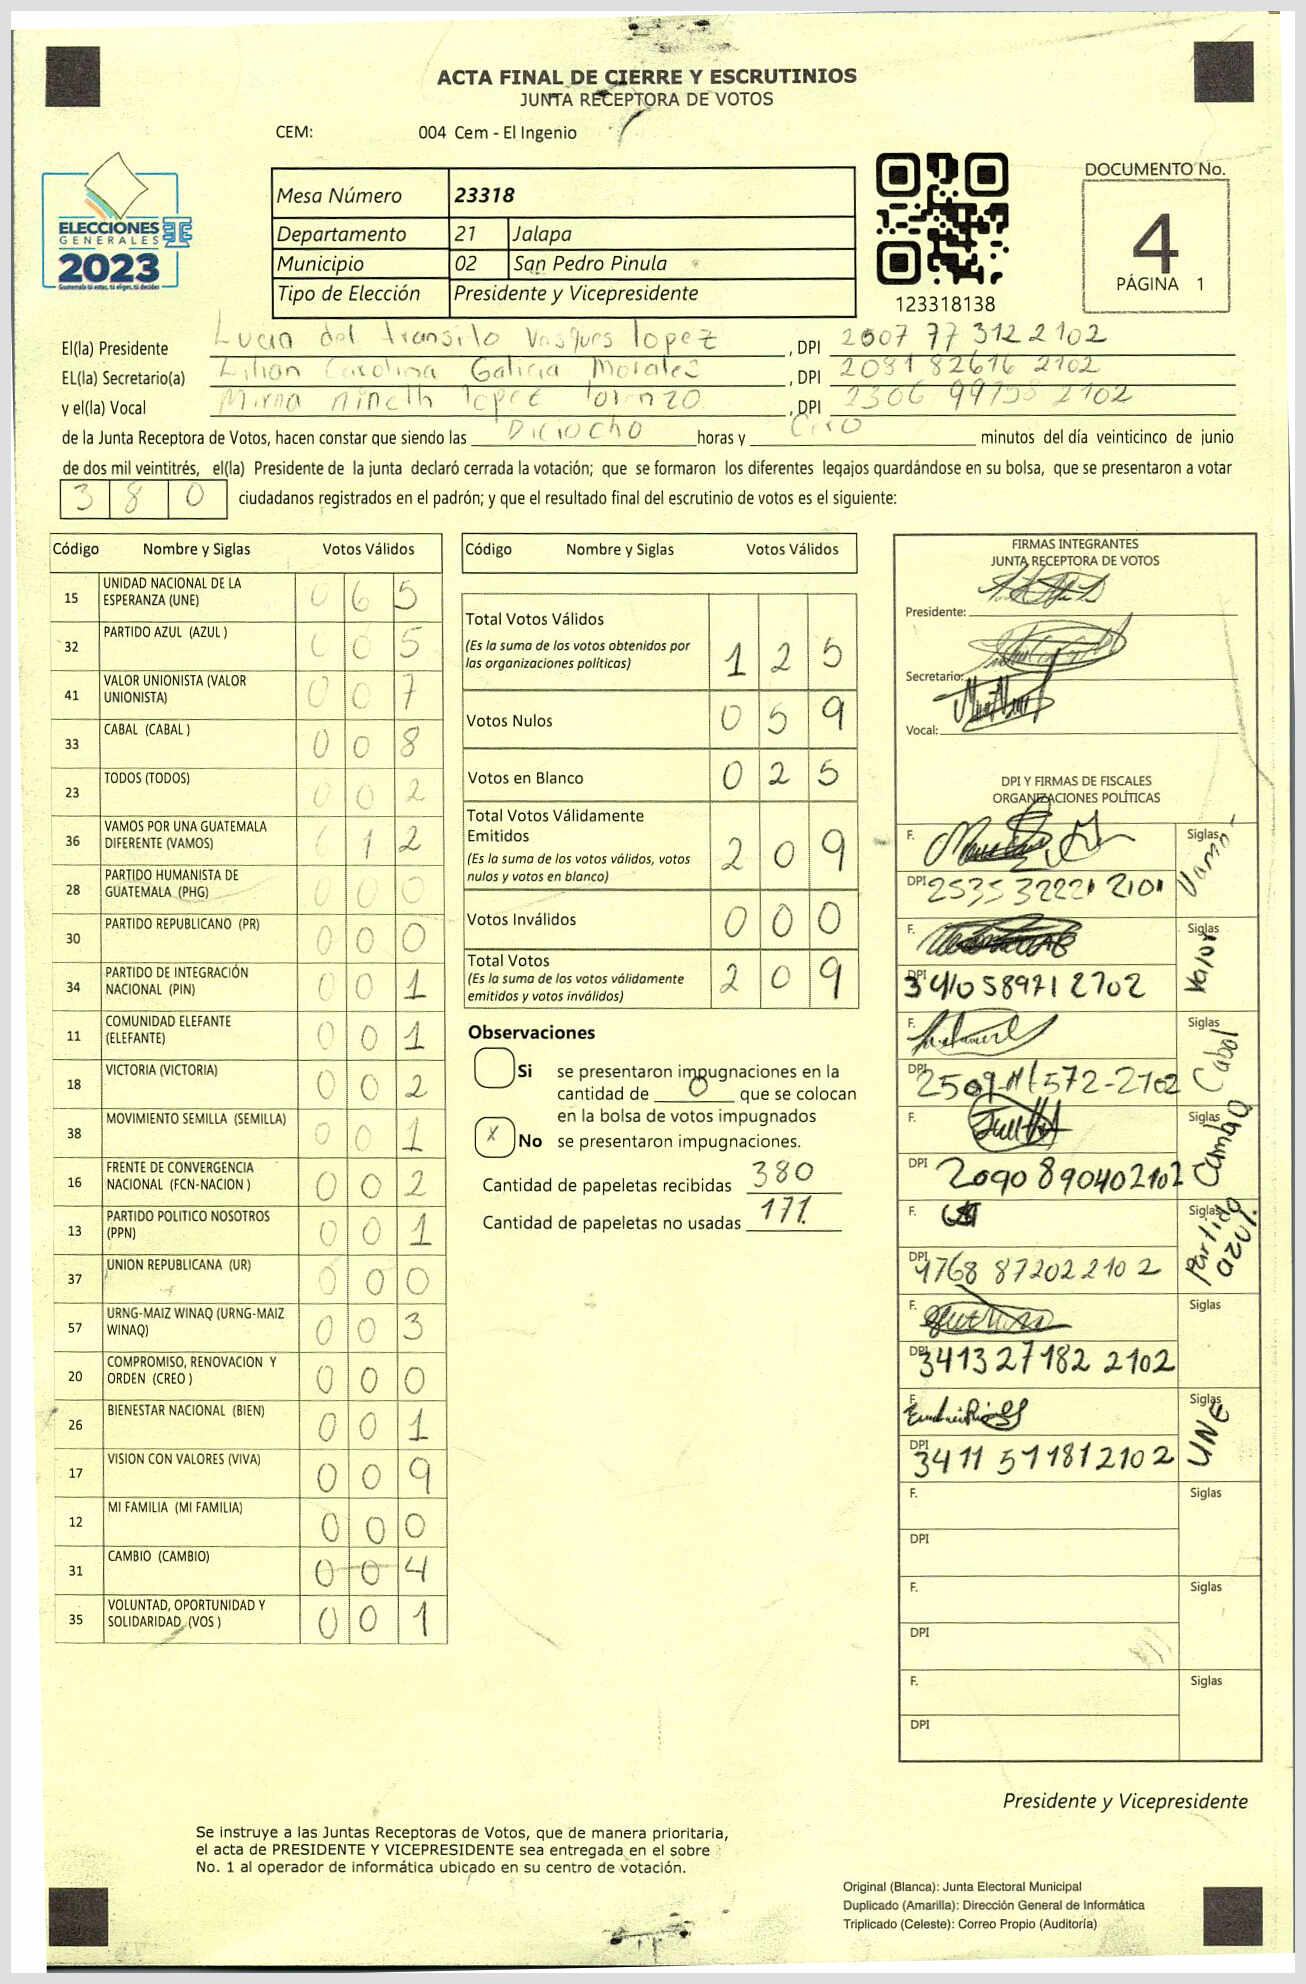 ACTA FINAL DE CIERRE Y ESCRUTINIOS
JUNTA RECEPTORA DE VOTOS
CEM: 004 Cem - El Ingenio
ELECCIONES
GENERALES
2023
Guatemala tú estas, tú eliges, tú decides
Mesa Número 23318
Departamento 21 Jalapa
Municipio 02 San Pedro Pinula
Tipo de Elección Presidente y Vicepresidente
123318138
DOCUMENTO No.
4
PÁGINA 1
El(la) Presidente Lucia del transito Vasques lopez , DPI 2607 77 312 2102
EL(la) Secretario(a) Lilian Carolina Galicia Morales , DPI 2091 82616 2102
y el(la) Vocal Mirna nineth lopez lorenzo , DPI 2306 99758 2102
de la Junta Receptora de Votos, hacen constar que siendo las Diciocho horas y Cero minutos del día veinticinco de junio
de dos mil veintitrés, el(la) Presidente de la junta declaró cerrada la votación; que se formaron los diferentes legajos quardándose en su bolsa, que se presentaron a votar
3 8 0 ciudadanos registrados en el padrón; y que el resultado final del escrutinio de votos es el siguiente:
Código Nombre y Siglas Votos Válidos
15 UNIDAD NACIONAL DE LA ESPERANZA (UNE) 0 6 5
32 PARTIDO AZUL (AZUL ) 0 0 5
41 VALOR UNIONISTA (VALOR UNIONISTA) 0 0 7
33 CABAL (CABAL ) 0 0 8
23 TODOS (TODOS) 0 0 2
36 VAMOS POR UNA GUATEMALA DIFERENTE (VAMOS) 0 1 2
28 PARTIDO HUMANISTA DE GUATEMALA (PHG) 0 0 0
30 PARTIDO REPUBLICANO (PR) 0 0 0
34 PARTIDO DE INTEGRACIÓN NACIONAL (PIN) 0 0 1
11 COMUNIDAD ELEFANTE (ELEFANTE) 0 0 1
18 VICTORIA (VICTORIA) 0 0 2
38 MOVIMIENTO SEMILLA (SEMILLA) 0 0 1
16 FRENTE DE CONVERGENCIA NACIONAL (FCN-NACION ) 0 0 2
13 PARTIDO POLITICO NOSOTROS (PPN) 0 0 1
37 UNION REPUBLICANA (UR) 0 0 0
57 URNG-MAIZ WINAQ (URNG-MAIZ WINAQ) 0 0 3
20 COMPROMISO, RENOVACION Y ORDEN (CREO ) 0 0 0
26 BIENESTAR NACIONAL (BIEN) 0 0 1
17 VISION CON VALORES (VIVA) 0 0 9
12 MI FAMILIA (MI FAMILIA) 0 0 0
31 CAMBIO (CAMBIO) 0 0 4
35 VOLUNTAD, OPORTUNIDAD Y SOLIDARIDAD (VOS ) 0 0 1
Código Nombre y Siglas Votos Válidos
Total Votos Válidos 1 2 5
(Es la suma de los votos obtenidos por
las organizaciones políticas)
Votos Nulos 0 5 9
Votos en Blanco 0 2 5
Total Votos Válidamente
Emitidos 2 0 9
(Es la suma de los votos válidos, votos
nulos y votos en blanco)
Votos Inválidos 0 0 0
Total Votos 2 0 9
(Es la suma de los votos válidamente
emitidos y votos inválidos)
Observaciones
Si se presentaron impugnaciones en la
cantidad de 0 que se colocan
en la bolsa de votos impugnados
X No se presentaron impugnaciones.
Cantidad de papeletas recibidas 380
Cantidad de papeletas no usadas 171
FIRMAS INTEGRANTES
JUNTA RECEPTORA DE VOTOS
Presidente:
Secretario:
Vocal:
DPI Y FIRMAS DE FISCALES
ORGANIZACIONES POLÍTICAS
F. Siglas Vamos
DPI 2535 32221 2101
F. Siglas Valor
DPI 3410 58971 2702
F. Siglas Cabal
DPI
F. Siglas Cambio
DPI 2090 89040 2102
F. Siglas Partido azul
DPI 1768 87202 2102
F. Siglas
DPI 3413 27182 2102
F. Siglas UNE
DPI 3411 51181 2102
F. Siglas
DPI
F. Siglas
DPI
F. Siglas
DPI
Presidente y Vicepresidente
Se instruye a las Juntas Receptoras de Votos, que de manera prioritaria,
el acta de PRESIDENTE Y VICEPRESIDENTE sea entregada en el sobre
No. 1 al operador de informática ubicado en su centro de votación.
Original (Blanca): Junta Electoral Municipal
Duplicado (Amarilla): Dirección General de Informática
Triplicado (Celeste): Correo Propio (Auditoría)